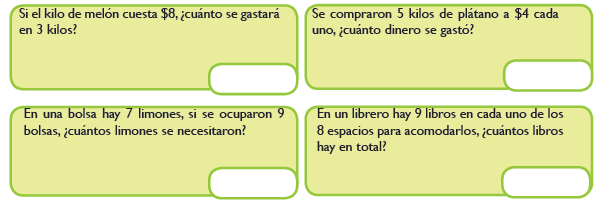 Si el kilo de melón cuesta $8, ¿cuánto se gastará
en 3 kilos?
Se compraron 5 kilos de plátano a $4 cada
uno, ¿cuánto dinero se gastó?
En una bolsa hay 7 limones, si se ocuparon 9
bolsas, ¿cuántos limones se necesitaron?
En un librero hay 9 libros en cada uno de los
8 espacios para acomodarlos, ¿cuántos libros
hay en total?